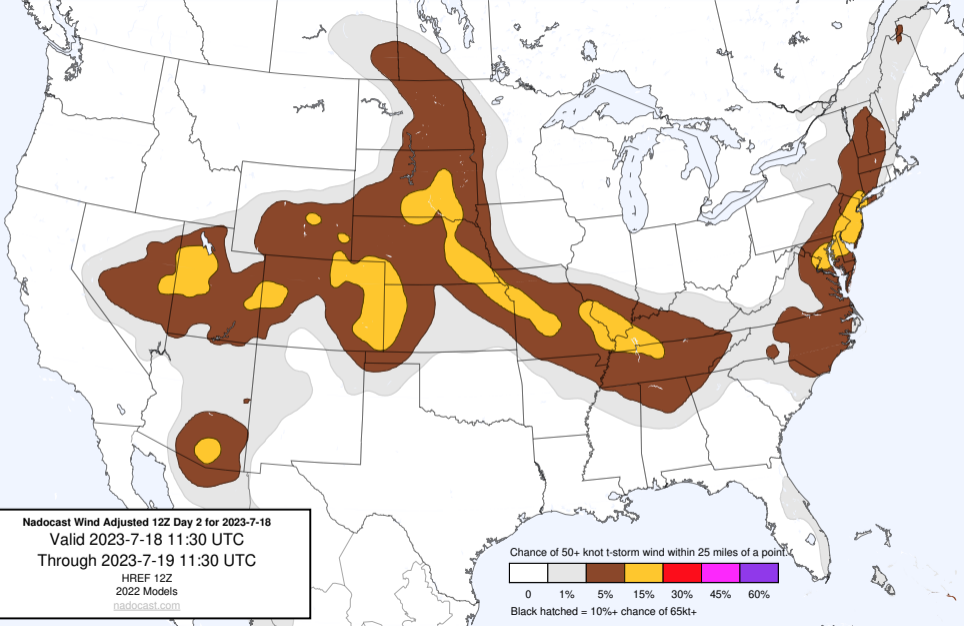 Nadocast Wind Adjusted 12Z Day 2 for 2023-7-18
Valid 2023-7-18 11:30 UTC
Through 2023-7-19 11:30 UTC
HREF 12Z
2022 Models
nadocast.com
Chance of 50+ knot t-storm wind within 25 miles of a point.
0 1% 5% 15% 30% 45% 60%
Black hatched = 10%+ chance of 65kt+